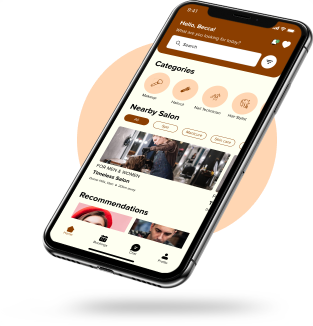 9:41
Hello, Becca!
What are you looking for today?
Search
Categories
Makeup
Haircut
Nail Technician
Hair Stylist
Nearby Salon
All
Spa
Manicure
Skin care
FOR MEN & WOMEN
Timeless Salon
Recommendations
Home
Chat
Profile